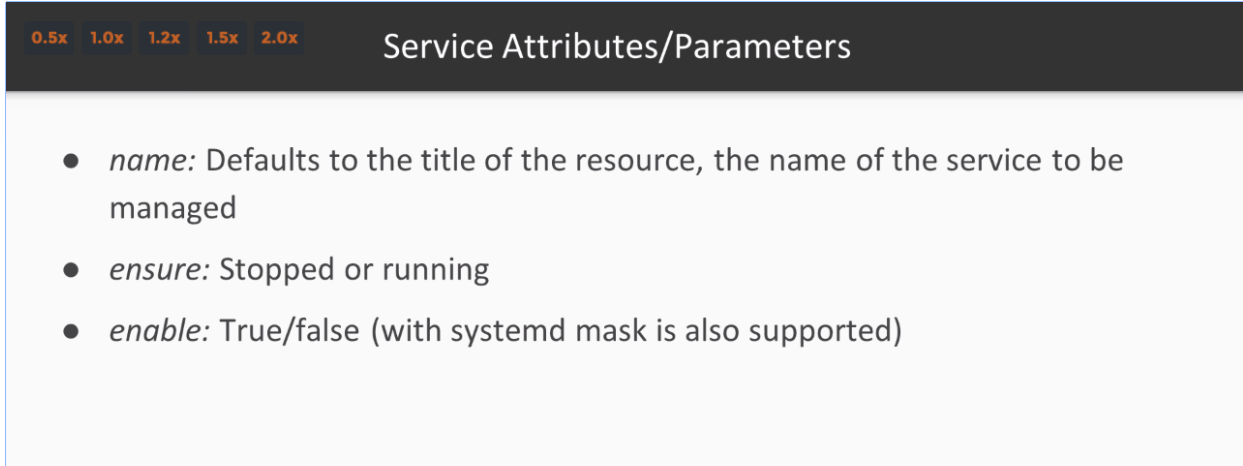 0.5x 1.0x 1.2x 1.5x 2.0x
Service Attributes/Parameters
● name: Defaults to the title of the resource, the name of the service to be
managed
● ensure: Stopped or running
● enable: True/false (with systemd mask is also supported)